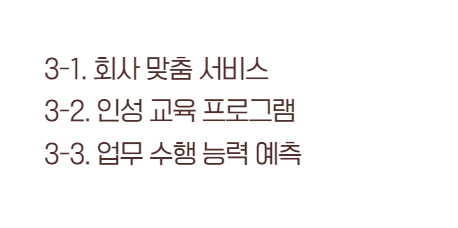 3-1. 회사 맞춤 서비스
3-2. 인성 교육 프로그램
3-3. 업무 수행 능력 예측